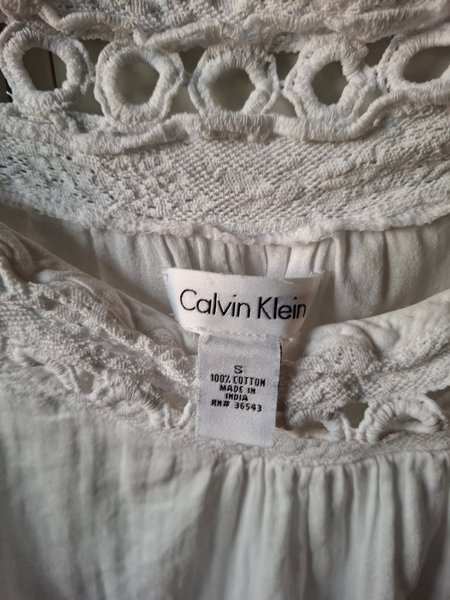 Calvin Klein
S
100% COTTON
MADE IN
INDIA
RN# 36543